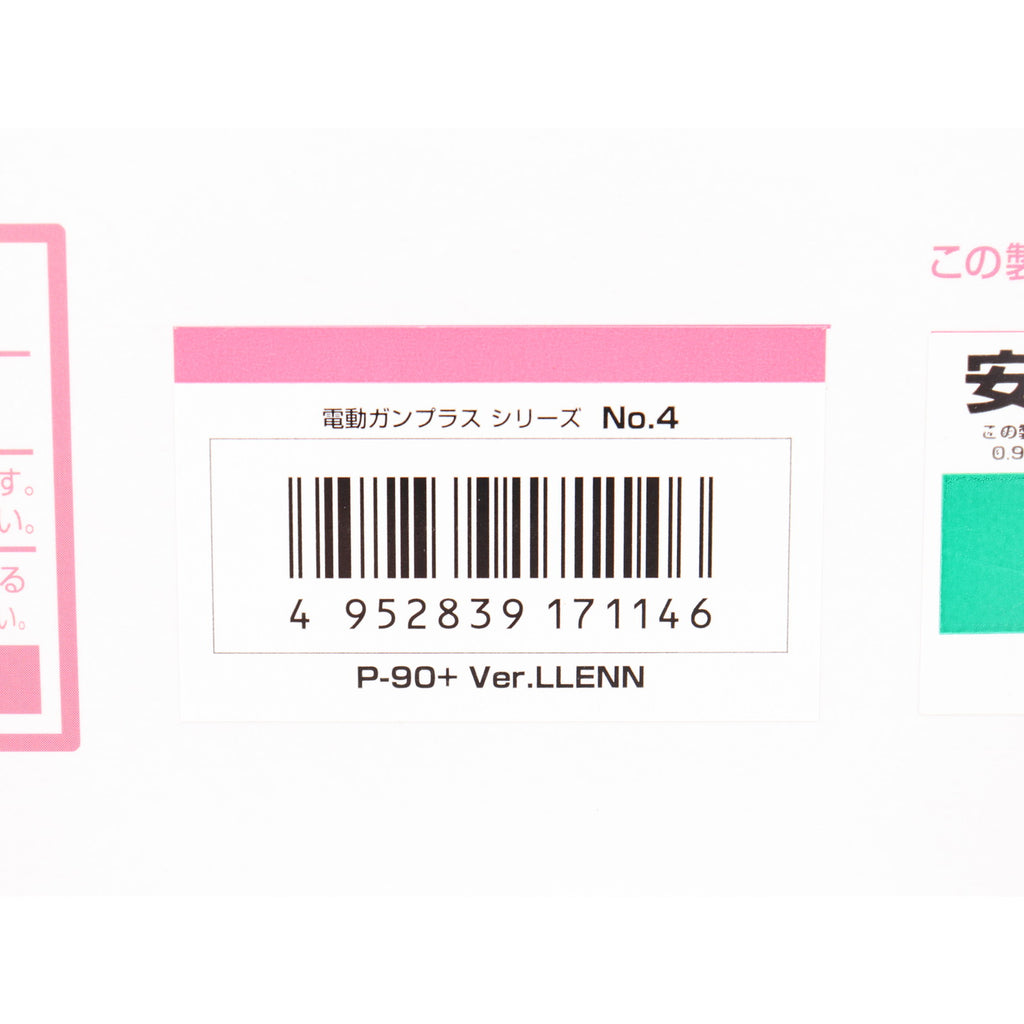 電動ガンプラス シリーズ No.4
4 952839 171146
P-90+ Ver.LLENN
す。
い。
る
い。
この製
安
この製
0.9